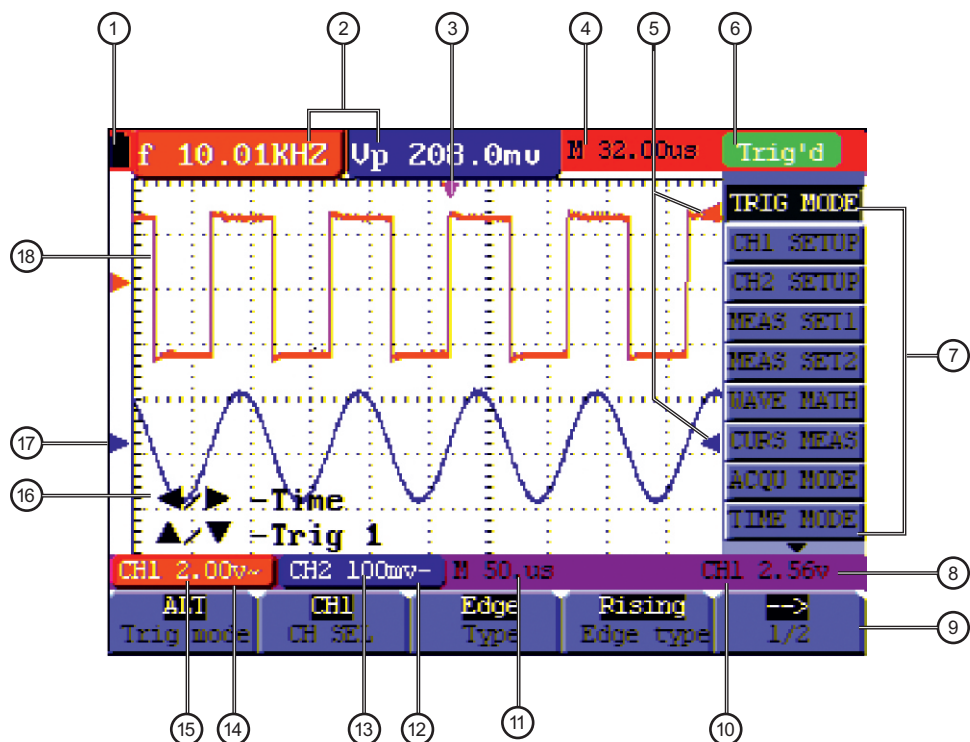 1 2 3 4 5 6
f 10.01KHZ Vp 208.0mv M 32.00us Trig'd
TRIG MODE
CH1 SETUP
18
CH2 SETUP
MEAS SET1
7
MEAS SET2
WAVE MATH
17
CURS MEAS
16
ACQU MODE
◀/▶ -Time
TIME MODE
▲/▼ -Trig 1
CH1 2.00v~ CH2 100mv- M 50.us CH1 2.56v
8
ALT CH1 Edge Rising -->
Trig mode CH SEL Type Edge type 1/2
9
15 14 13 12 11 10